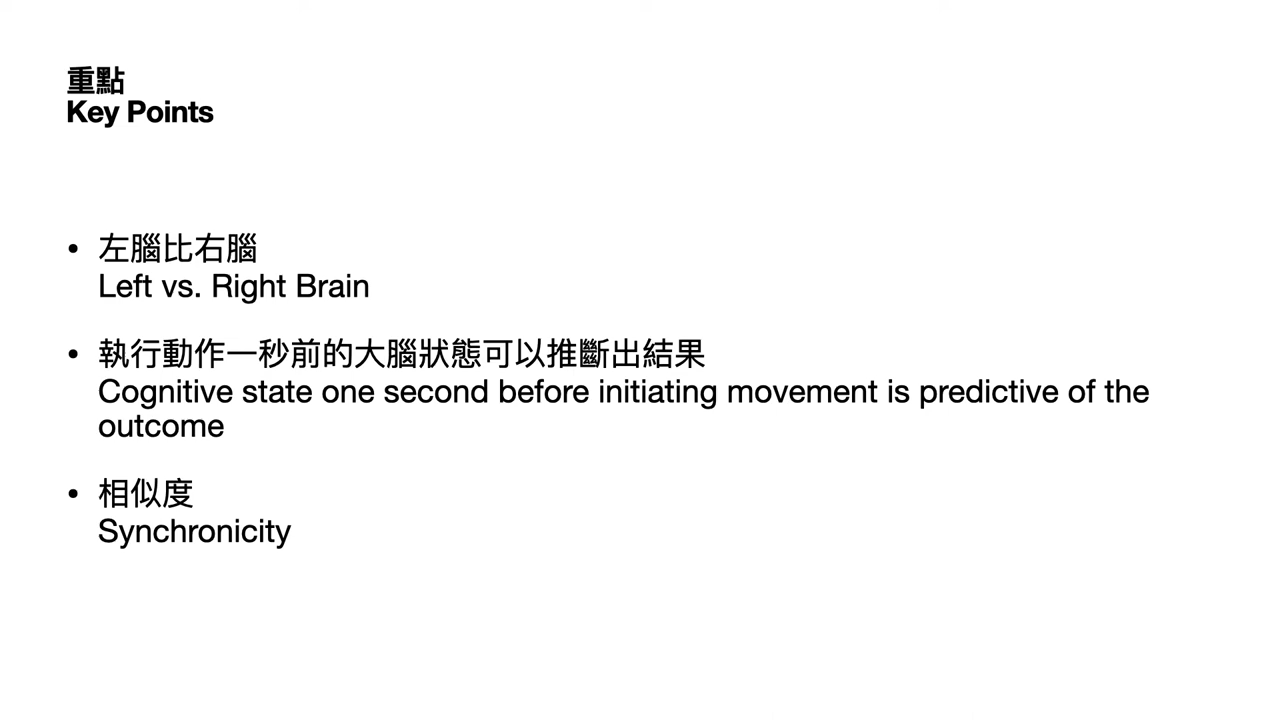 重點
Key Points
• 左腦比右腦
Left vs. Right Brain
• 執行動作一秒前的大腦狀態可以推斷出結果
Cognitive state one second before initiating movement is predictive of the
outcome
• 相似度
Synchronicity